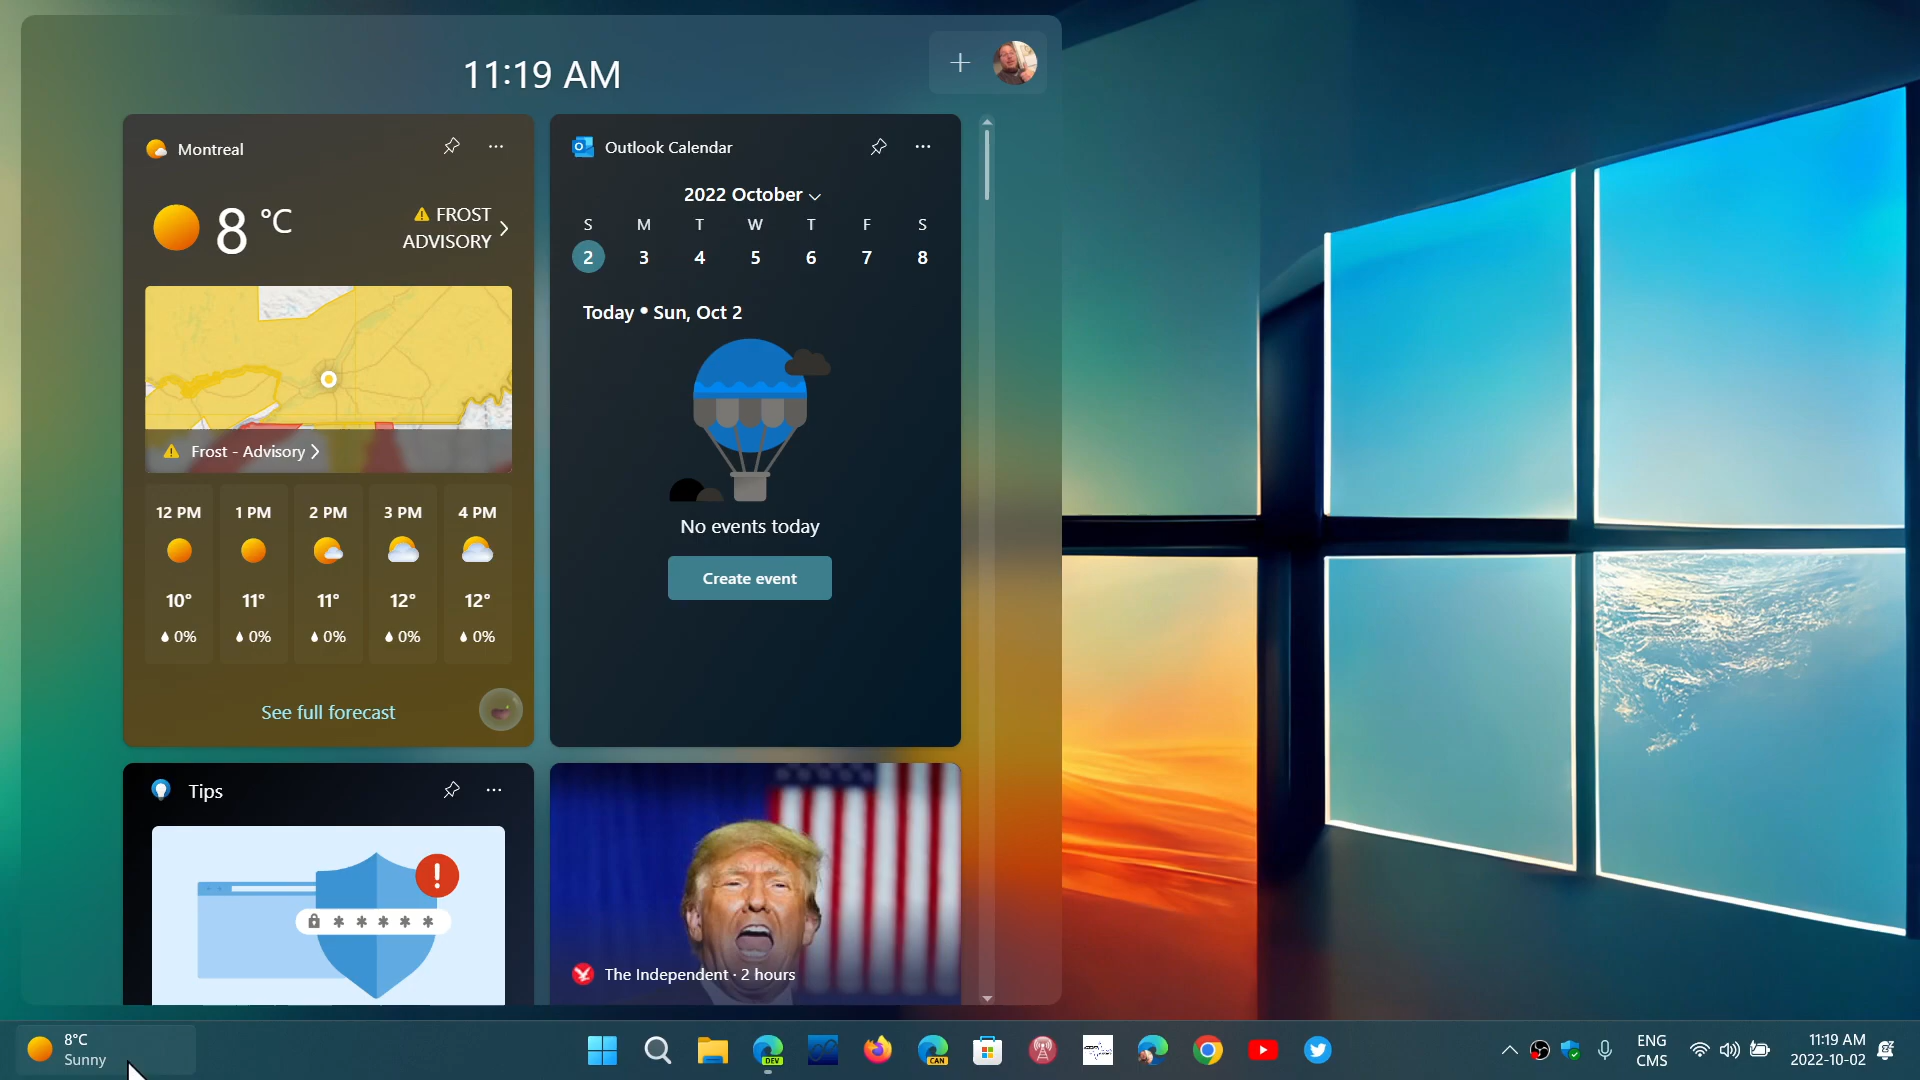 11:19 AM
Montreal
8 °C
FROST
ADVISORY
Frost - Advisory
12 PM 1 PM 2 PM 3 PM 4 PM
10° 11° 11° 12° 12°
0% 0% 0% 0% 0%
See full forecast
Outlook Calendar
2022 October
S M T W T F S
2 3 4 5 6 7 8
Today • Sun, Oct 2
No events today
Create event
Tips
* * * * *
The Independent · 2 hours
8°C
Sunny
DEV
CAN
ENG
CMS
11:19 AM
2022-10-02